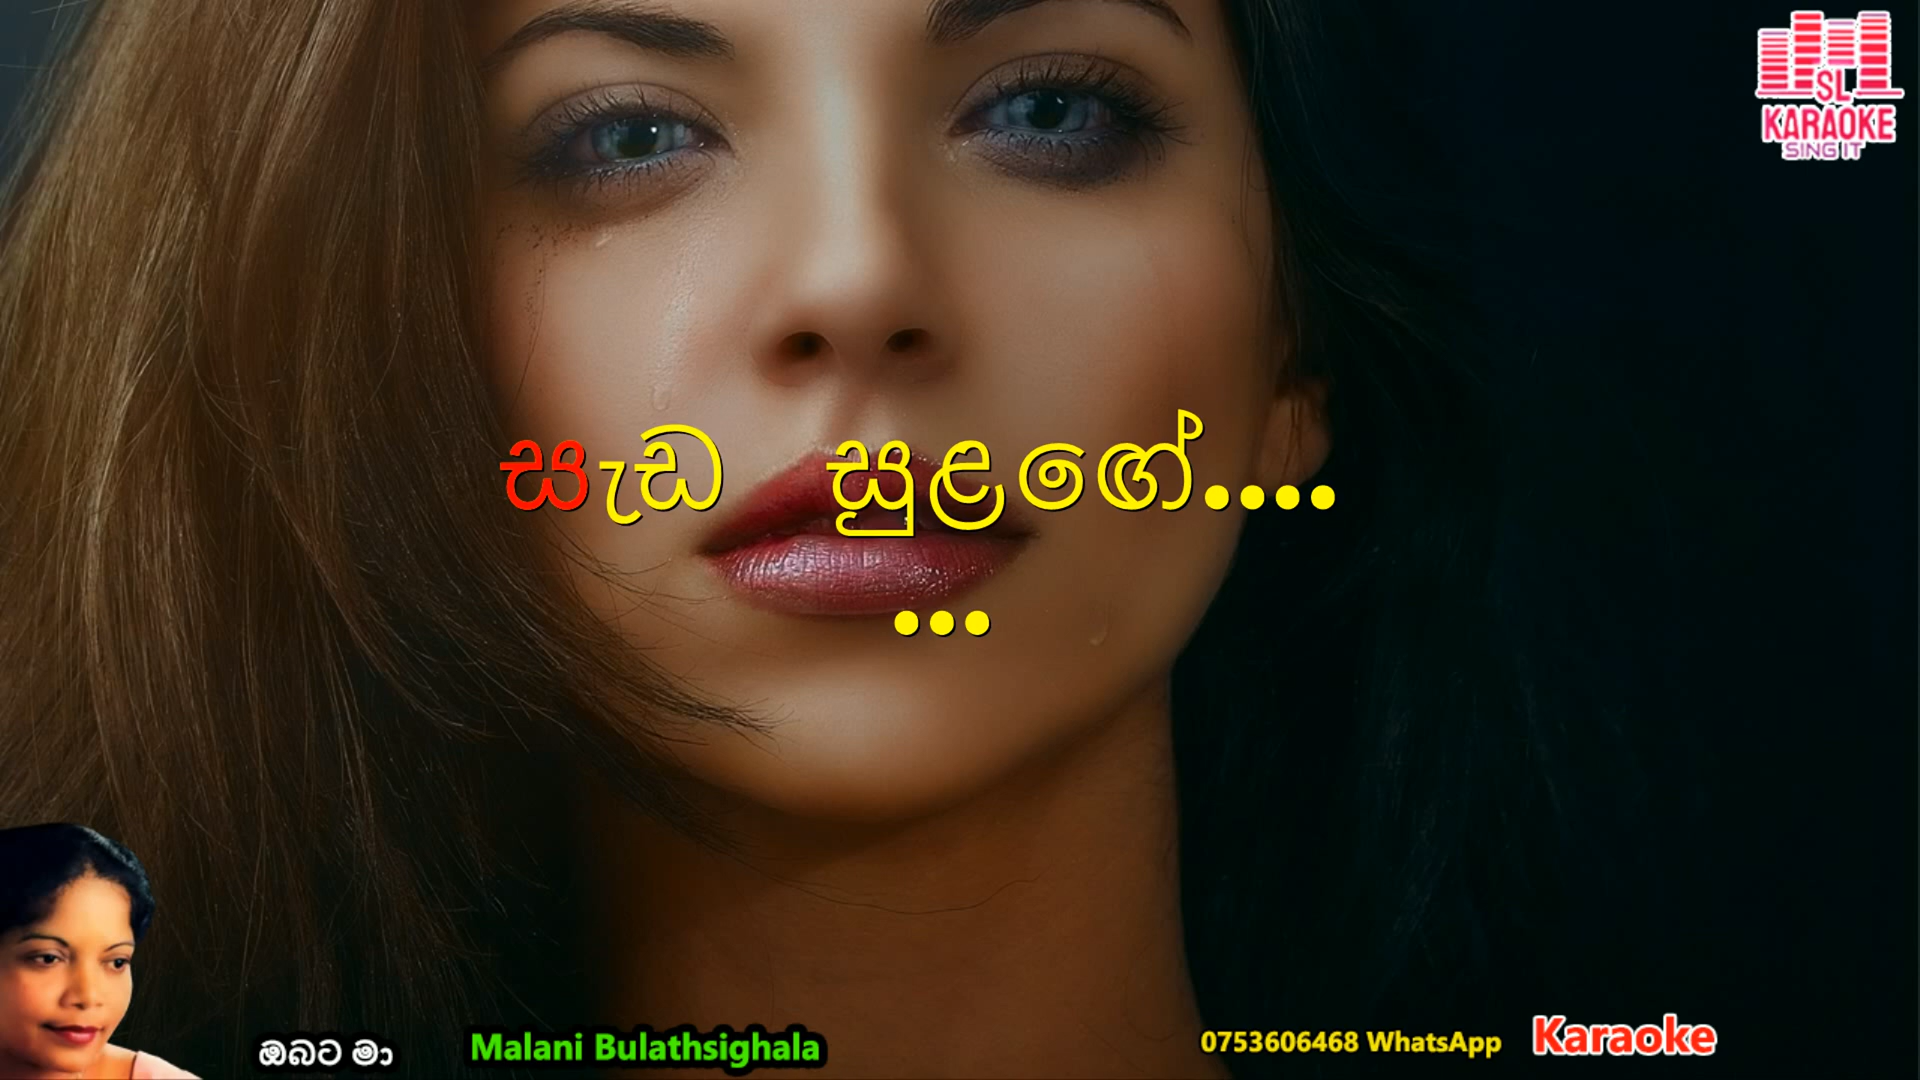 SL
KARAOKE
SING IT
සැඩ සුළඟේ....
...
ඔබට මා
Malani Bulathsighala
0753606468 WhatsApp
Karaoke